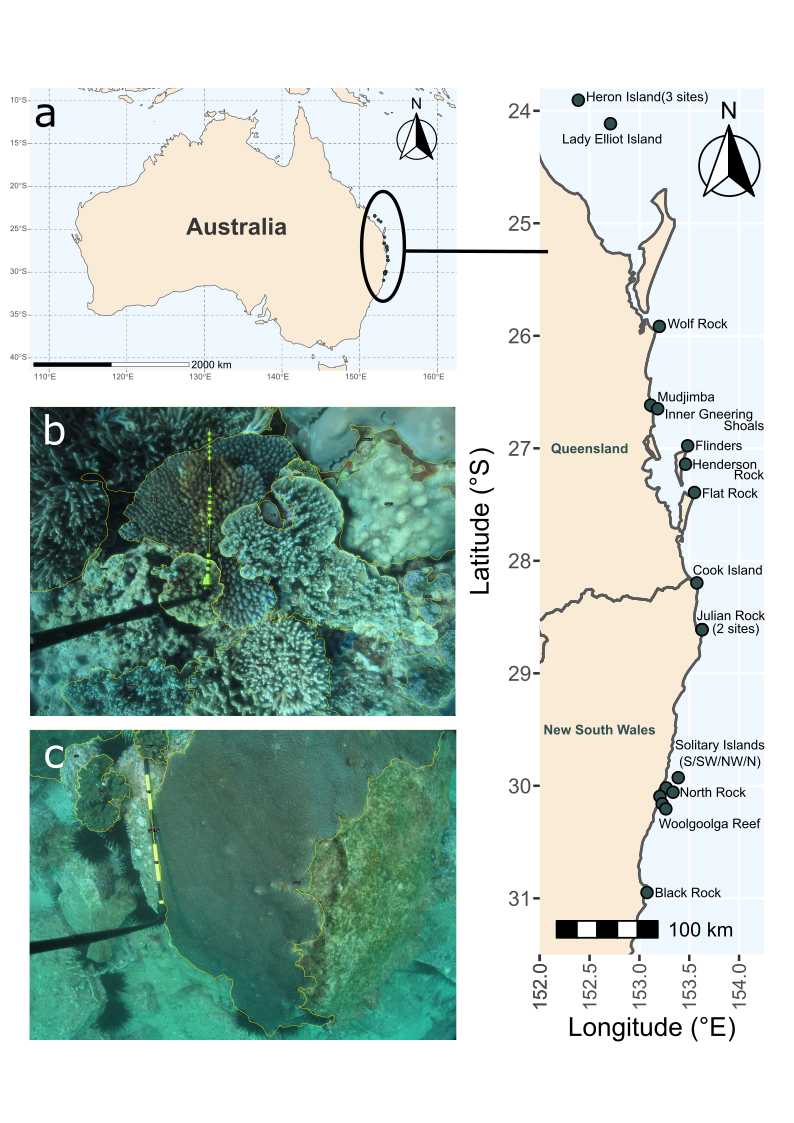 a
N
10°S
15°S
20°S
25°S
30°S
35°S
40°S
Australia
2000 km
110°E
120°E
130°E
140°E
150°E
160°E
b
c
N
Heron Island(3 sites)
Lady Elliot Island
Wolf Rock
Mudjimba
Inner Gneering
Shoals
Flinders
Henderson
Rock
Flat Rock
Cook Island
Julian Rock
(2 sites)
Solitary Islands
(S/SW/NW/N)
North Rock
Woolgoolga Reef
Black Rock
Queensland
New South Wales
100 km
Latitude (°S)
24
25
26
27
28
29
30
31
152.0
152.5
153.0
153.5
154.0
Longitude (°E)